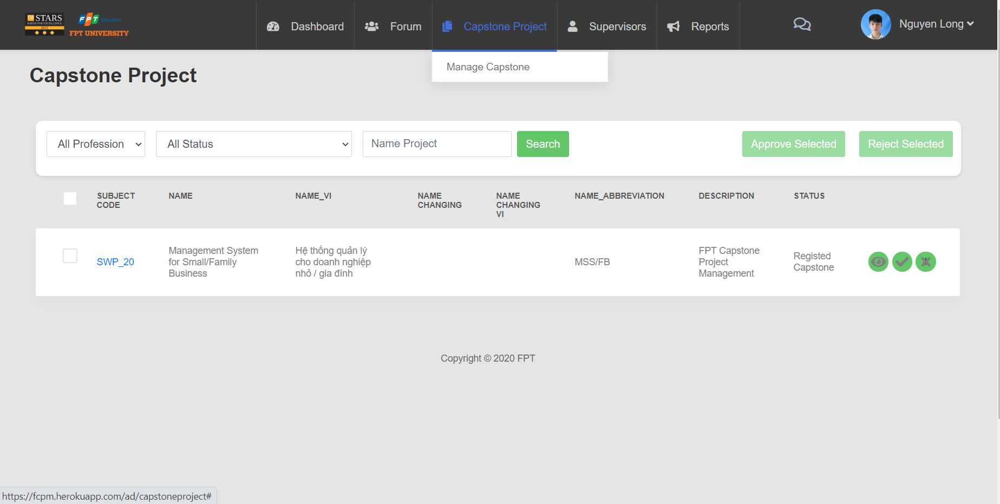 STARS
RATED FOR EXCELLENCE
2012
FPT Education
FPT UNIVERSITY
Dashboard
Forum
Capstone Project
Supervisors
Reports
Nguyen Long
Manage Capstone
Capstone Project
All Profession
All Status
Name Project
Search
Approve Selected
Reject Selected
SUBJECT
CODE
NAME
NAME_VI
NAME
CHANGING
NAME
CHANGING
VI
NAME_ABBREVIATION
DESCRIPTION
STATUS
SWP_20
Management System
for Small/Family
Business
Hệ thống quản lý
cho doanh nghiệp
nhỏ / gia đình
MSS/FB
FPT Capstone
Project
Management
Registed
Capstone
Copyright © 2020 FPT
https://fcpm.herokuapp.com/ad/capstoneproject#